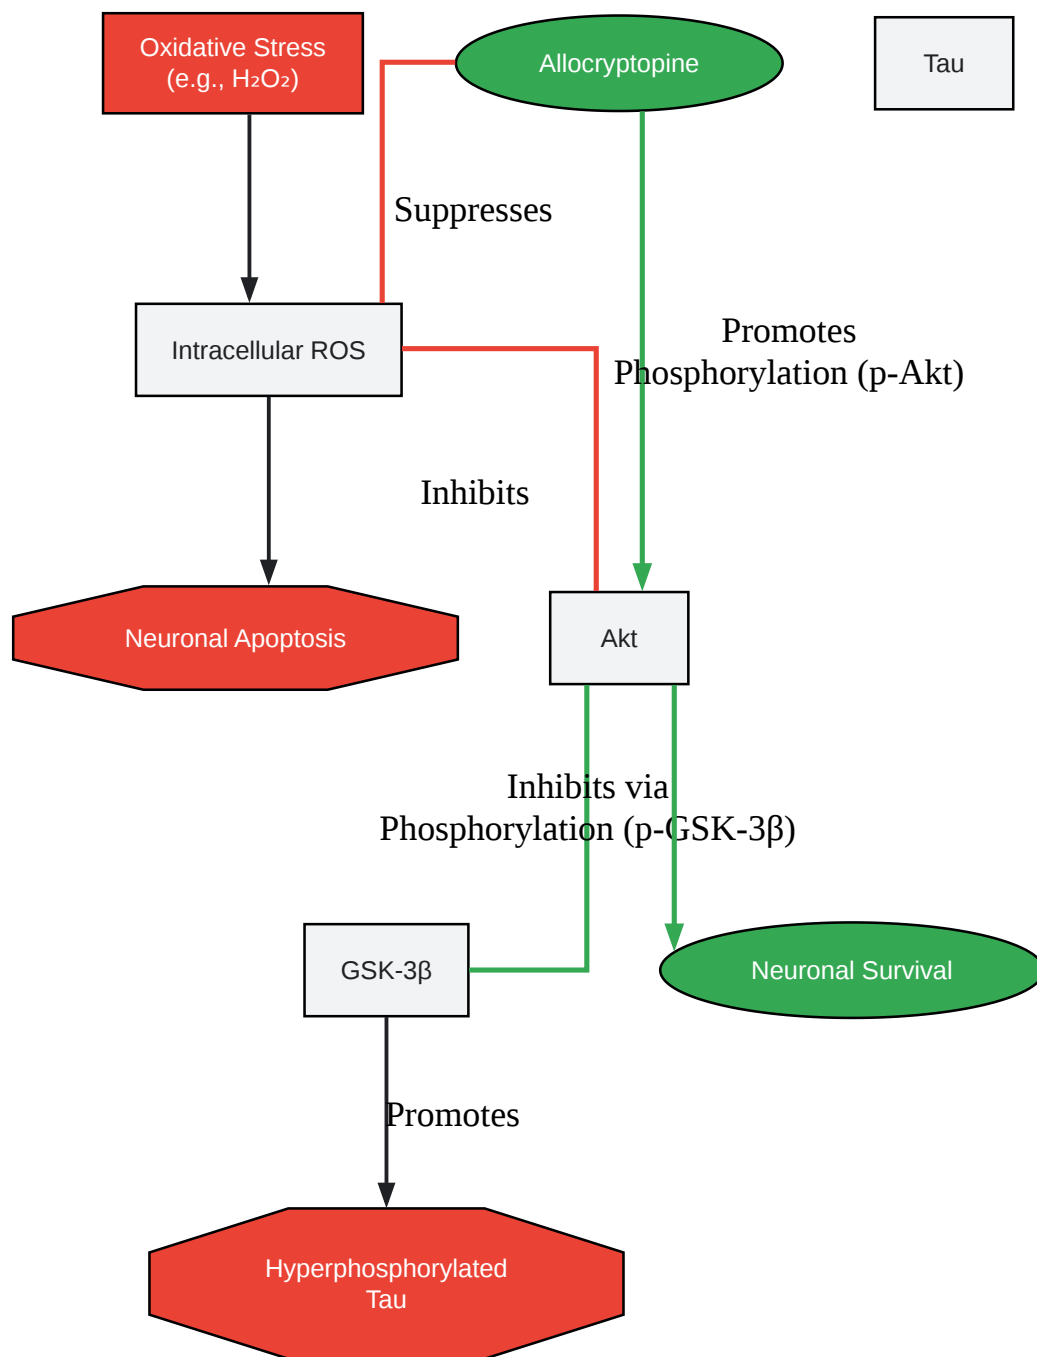 Oxidative Stress
(e.g., H₂O₂)
Allocryptopine
Tau
Suppresses
Intracellular ROS
Promotes
Phosphorylation (p-Akt)
Inhibits
Neuronal Apoptosis
Akt
Inhibits via
Phosphorylation (p-GSK-3β)
GSK-3β
Neuronal Survival
Promotes
Hyperphosphorylated
Tau